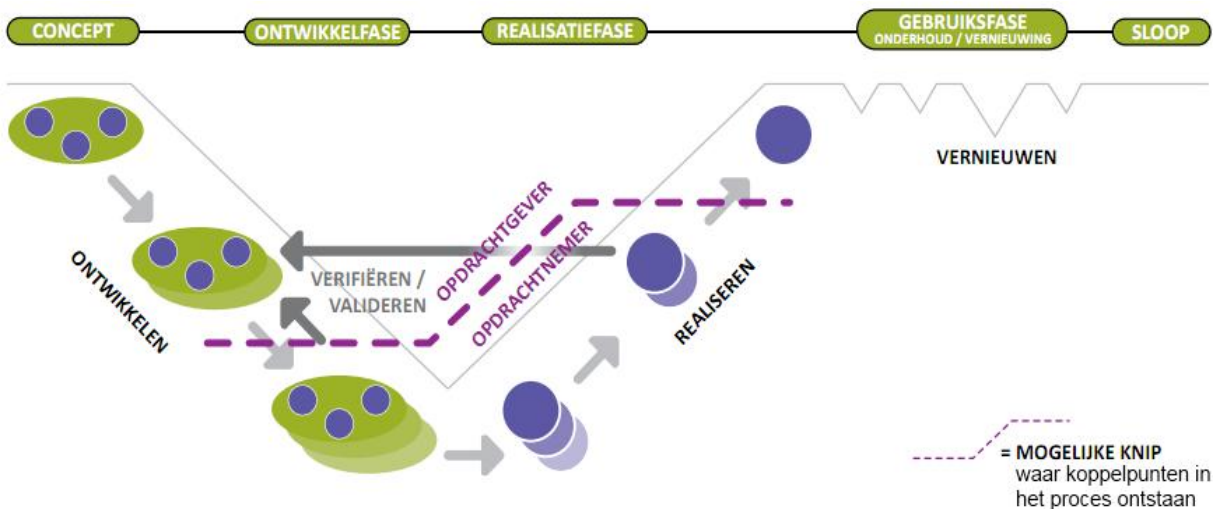 CONCEPT
ONTWIKKELFASE
REALISATIEFASE
GEBRUIKSFASE
ONDERHOUD / VERNIEUWING
SLOOP
VERNIEUWEN
OPDRACHTGEVER
OPDRACHTNEMER
ONTWIKKELEN
VERIFIËREN /
VALIDEREN
REALISEREN
= MOGELIJKE KNIP
waar koppelpunten in
het proces ontstaan